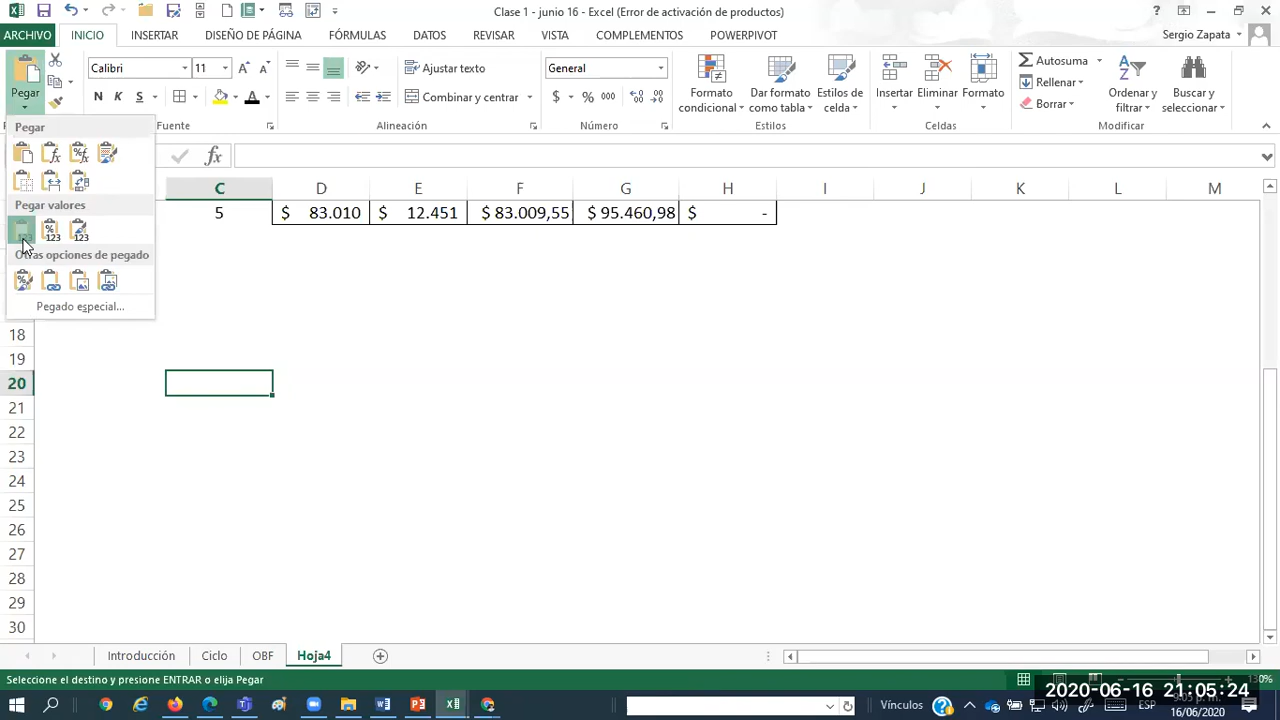 Clase 1 - junio 16 - Excel (Error de activación de productos)
ARCHIVO INICIO INSERTAR DISEÑO DE PÁGINA FÓRMULAS DATOS REVISAR VISTA COMPLEMENTOS POWERPIVOT Sergio Zapata
Pegar
Calibri 11
N K S
Ajustar texto
Combinar y centrar
General
$ % 000
Formato condicional
Dar formato como tabla
Estilos de celda
Insertar
Eliminar
Formato
Autosuma
Rellenar
Borrar
Ordenar y filtrar
Buscar y seleccionar
Fuente Alineación Número Estilos Celdas Modificar
Pegar
Pegar valores
Otras opciones de pegado
Pegado especial...
fx
C D E F G H I J K L M
5 $ 83.010 $ 12.451 $ 83.009,55 $ 95.460,98 $ -
18
19
20
21
22
23
24
25
26
27
28
29
30
Introducción Ciclo OBF Hoja4
Seleccione el destino y presione ENTRAR o elija Pegar
2020-06-16 21:05:24
Vínculos
ESP
16/06/2020